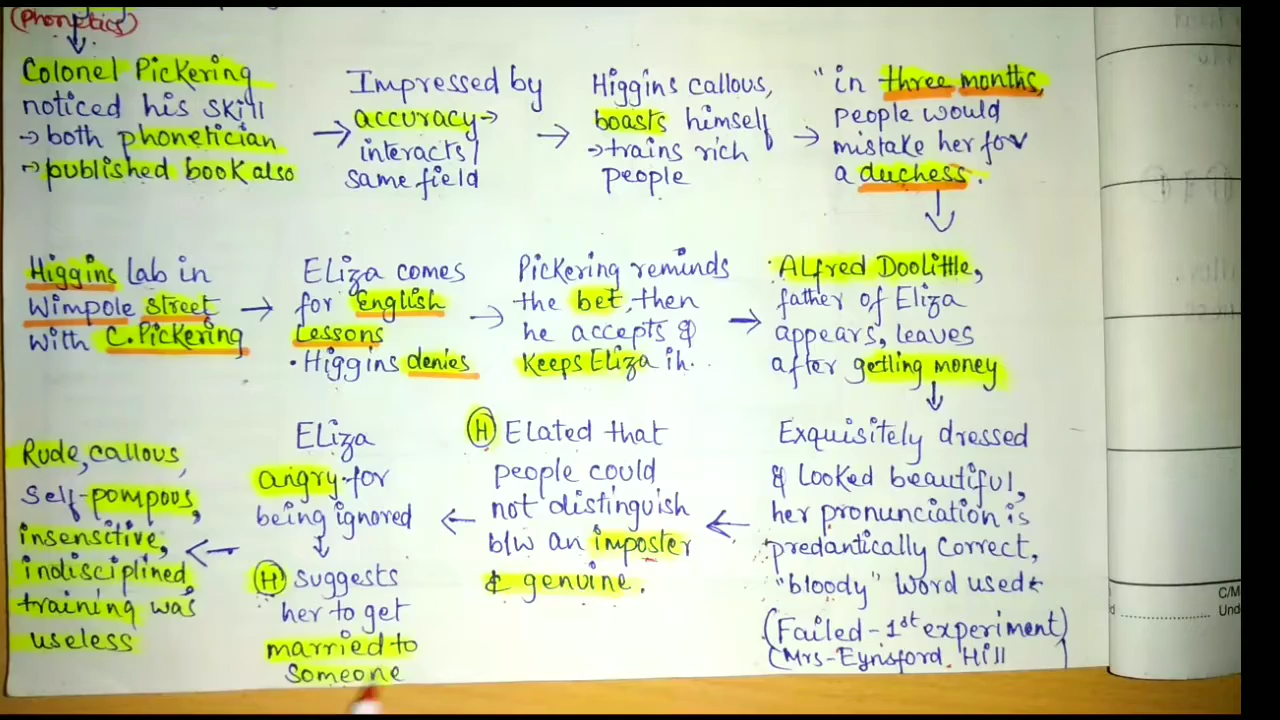 (Phonetics)
Colonel Pickering
noticed his skill
→ both phonetician
→ published book also
→ Impressed by
accuracy →
interacts/
same field
→ Higgins callous,
boasts himself
→ trains rich
people
→ "in three months,
people would
mistake her for
a duchess.
↓
Higgins Lab in
Wimpole street
with C. Pickering
→ Eliza comes
for english
Lessons
• Higgins denies
→ Pickering reminds
the bet, then
he accepts &
Keeps Eliza in..
→ Alfred Doolittle,
father of Eliza
appears, leaves
after getling money
↓
Exquisitely dressed
& Looked beautiful,
her pronunciation is
predantically correct,
"bloody" word used
(Failed - 1st experiment)
(Mrs-Eynsford. Hill
← (H) Elated that
people could
not distinguish
b/w an imposter
& genuine.
← Eliza
angry for
being ignored
↓
(H) suggests
her to get
married to
someone
← Rude, callous,
Self-pompous,
insensitive,
indisciplined
training was
useless
C/M
Und